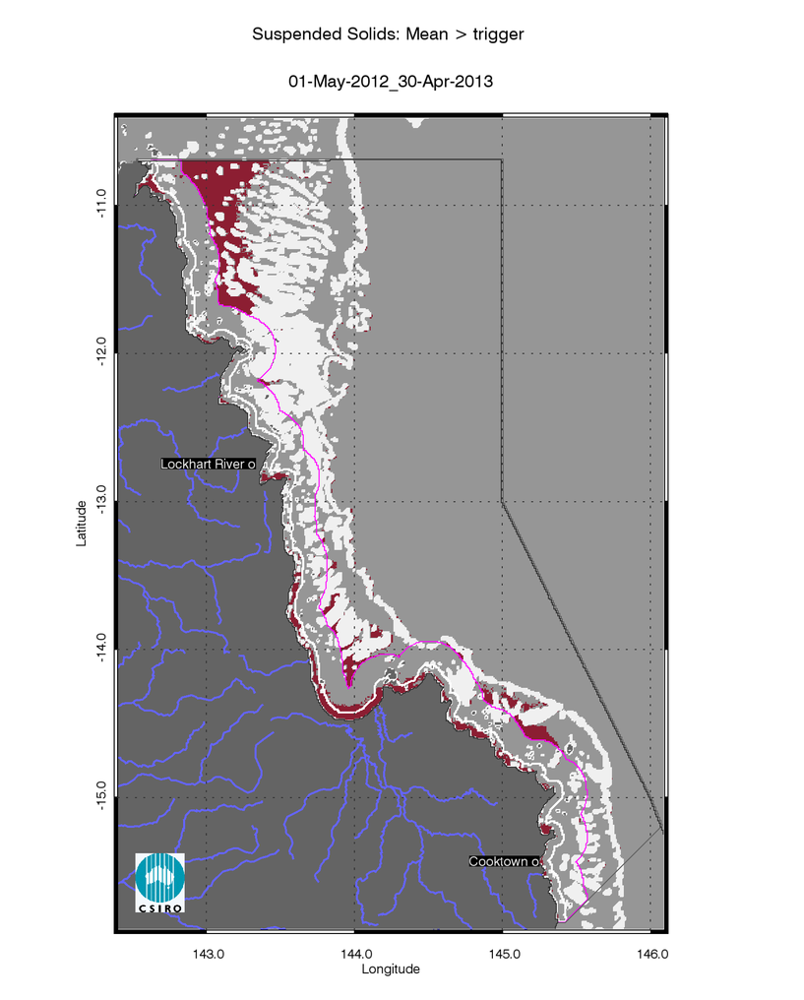 Suspended Solids: Mean > trigger
01-May-2012_30-Apr-2013
-11.0
-12.0
Lockhart River o
-13.0
Latitude
-14.0
-15.0
Cooktown o
CSIRO
143.0 144.0 145.0 146.0
Longitude